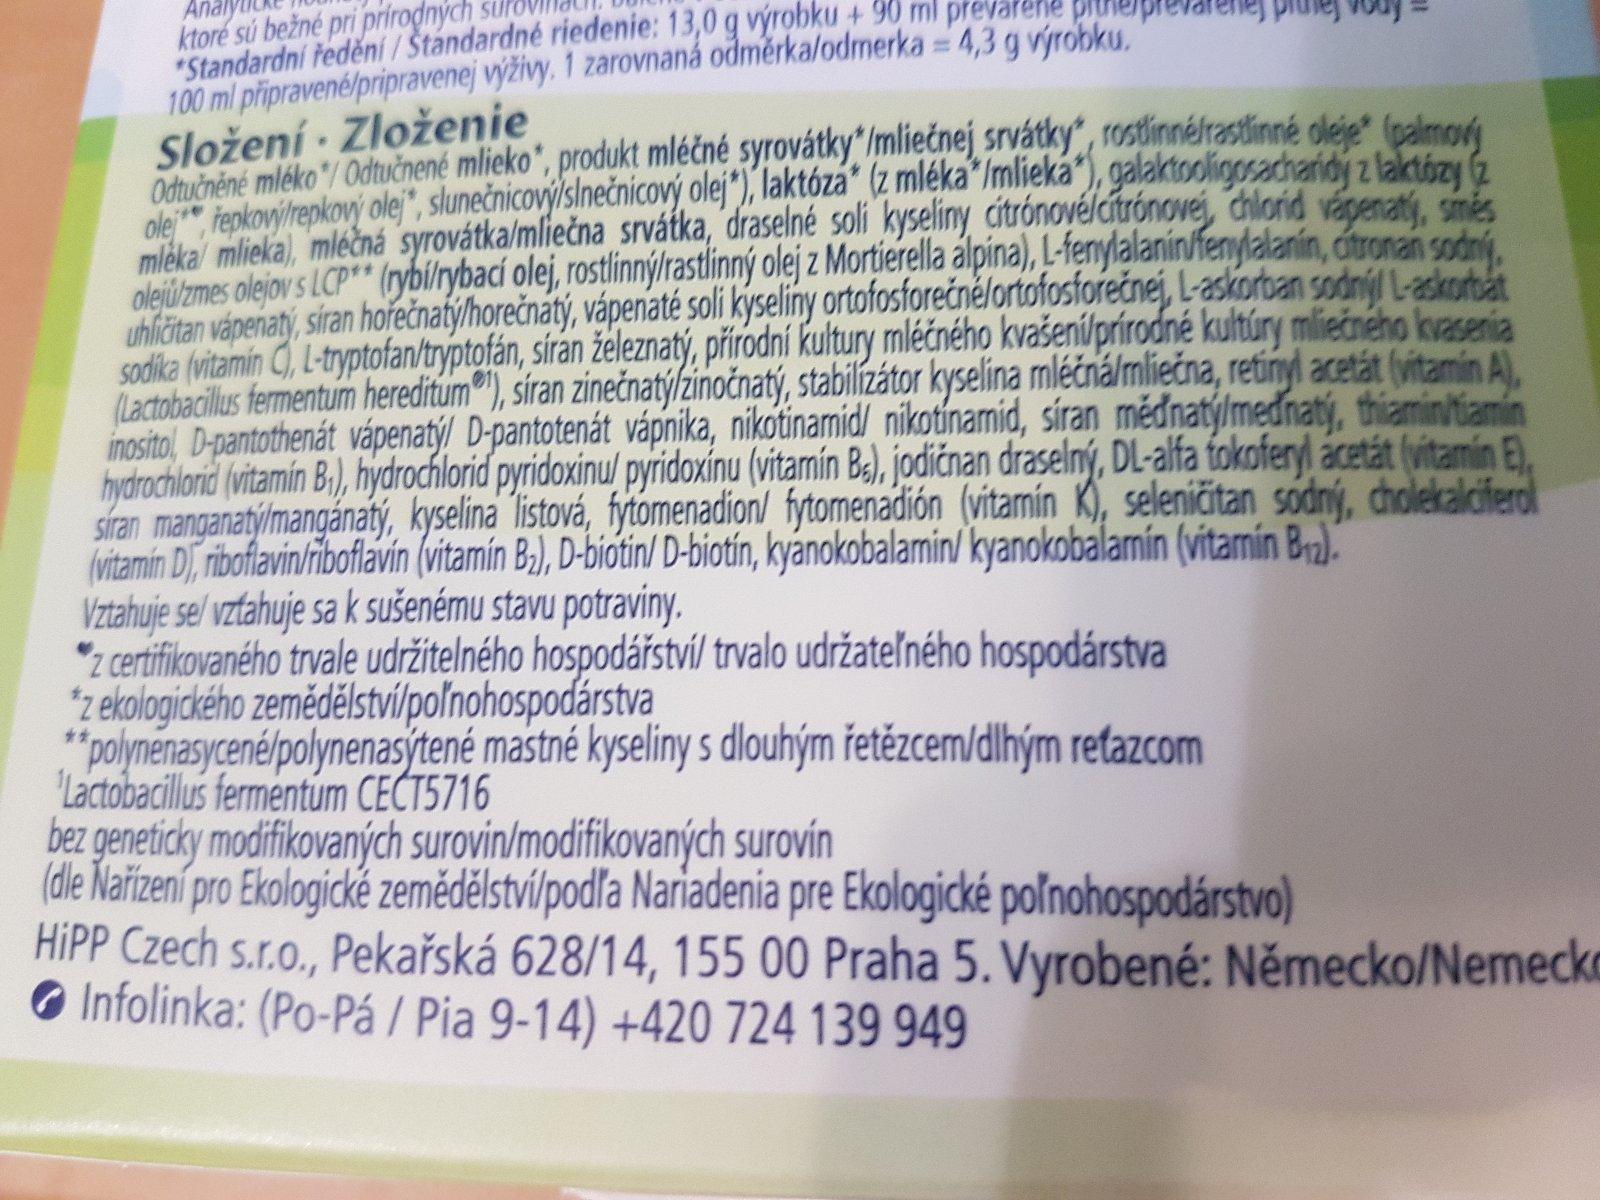 ktoré sú bežné pri prírodných surovinách.
*Standardní ředění / Štandardné riedenie: 13,0 g výrobku + 90 ml převařené pitné/prevarenej pitnej vody =
100 ml připravené/pripravenej výživy. 1 zarovnaná odměrka/odmerka = 4,3 g výrobku.
Složení · Zloženie
Odtučněné mléko*/ Odtučnené mlieko*, produkt mléčné syrovátky*/mliečnej srvátky*, rostlinné/rastlinné oleje* (palmový
olej*♥, řepkový/repkový olej*, slunečnicový/slnečnicový olej*), laktóza* (z mléka*/mlieka*), galaktooligosacharidy z laktózy (z
mléka/ mlieka), mléčná syrovátka/mliečna srvátka, draselné soli kyseliny citrónové/citrónovej, chlorid vápenatý, směs
olejů/zmes olejov s LCP** (rybí/rybací olej, rostlinný/rastlinný olej z Mortierella alpina), L-fenylalanin/fenylalanín, citronan sodný,
uhličitan vápenatý, síran hořečnatý/horečnatý, vápenaté soli kyseliny ortofosforečné/ortofosforečnej, L-askorban sodný/ L-askorbát
sodíka (vitamín C), L-tryptofan/tryptofán, síran železnatý, přírodní kultury mléčného kvašení/prírodné kultúry mliečneho kvasenia
(Lactobacillus fermentum hereditum®¹), síran zinečnatý/zinočnatý, stabilizátor kyselina mléčná/mliečna, retinyl acetát (vitamín A),
inositol, D-pantothenát vápenatý/ D-pantotenát vápnika, nikotinamid/ nikotínamid, síran měďnatý/meďnatý, thiamin/tiamín
hydrochlorid (vitamín B₁), hydrochlorid pyridoxinu/ pyridoxínu (vitamín B₆), jodičnan draselný, DL-alfa tokoferyl acetát (vitamín E),
síran manganatý/mangánatý, kyselina listová, fytomenadion/ fytomenadión (vitamín K), seleničitan sodný, cholekalciferol
(vitamín D), riboflavin/riboflavín (vitamín B₂), D-biotin/ D-biotín, kyanokobalamin/ kyanokobalamín (vitamín B₁₂).
Vztahuje se/ vzťahuje sa k sušenému stavu potraviny.
♥z certifikovaného trvale udržitelného hospodářství/ trvalo udržateľného hospodárstva
*z ekologického zemědělství/poľnohospodárstva
**polynenasycené/polynenasýtené mastné kyseliny s dlouhým řetězcem/dlhým reťazcom
¹Lactobacillus fermentum CECT5716
bez geneticky modifikovaných surovin/modifikovaných surovín
(dle Nařízení pro Ekologické zemědělství/podľa Nariadenia pre Ekologické poľnohospodárstvo)
HiPP Czech s.r.o., Pekařská 628/14, 155 00 Praha 5. Vyrobené: Německo/Nemecko
Infolinka: (Po-Pá / Pia 9-14) +420 724 139 949